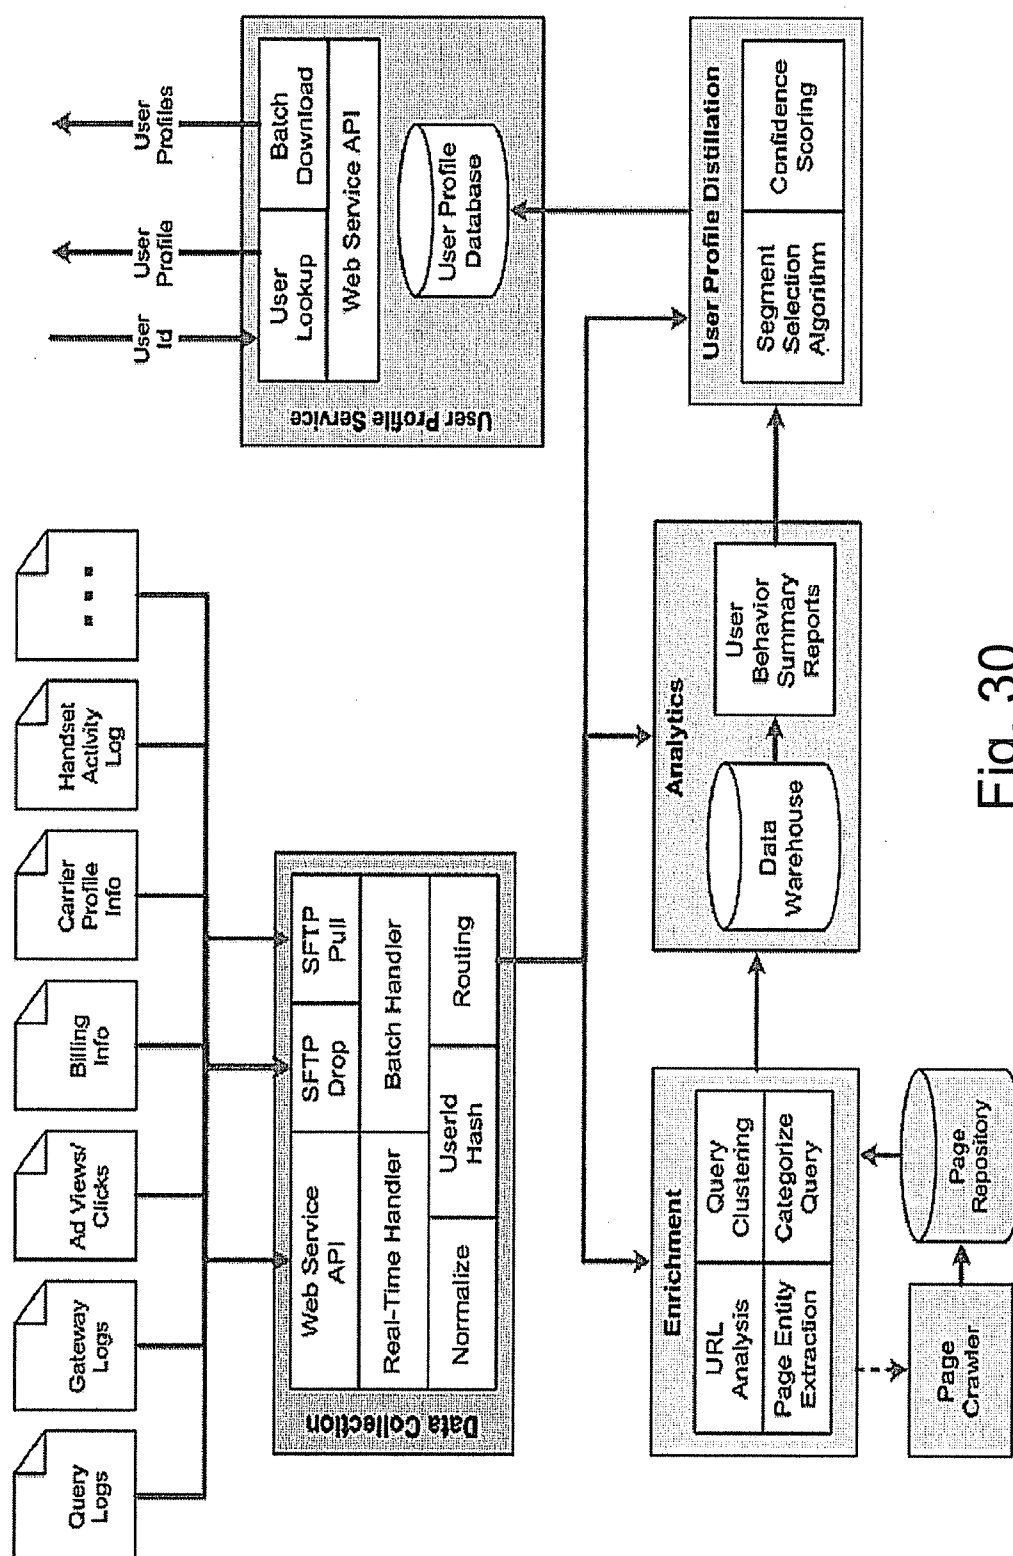 Query
Logs
Gateway
Logs
Ad Views/
Clicks
Billing
Info
Carrier
Profile
Info
Handset
Activity
Log
...
Data Collection
Web Service
API
SFTP
Drop
SFTP
Pull
Real-Time Handler
Batch Handler
Normalize
UserId
Hash
Routing
User
Id
User
Profile
User
Profiles
User Profile Service
User
Lookup
Batch
Download
Web Service API
User Profile
Database
Enrichment
URL
Analysis
Query
Clustering
Page Entity
Extraction
Categorize
Query
Page
Crawler
Page
Repository
Analytics
Data
Warehouse
User
Behavior
Summary
Reports
User Profile Distillation
Segment
Selection
Algorithm
Confidence
Scoring
Fig. 30